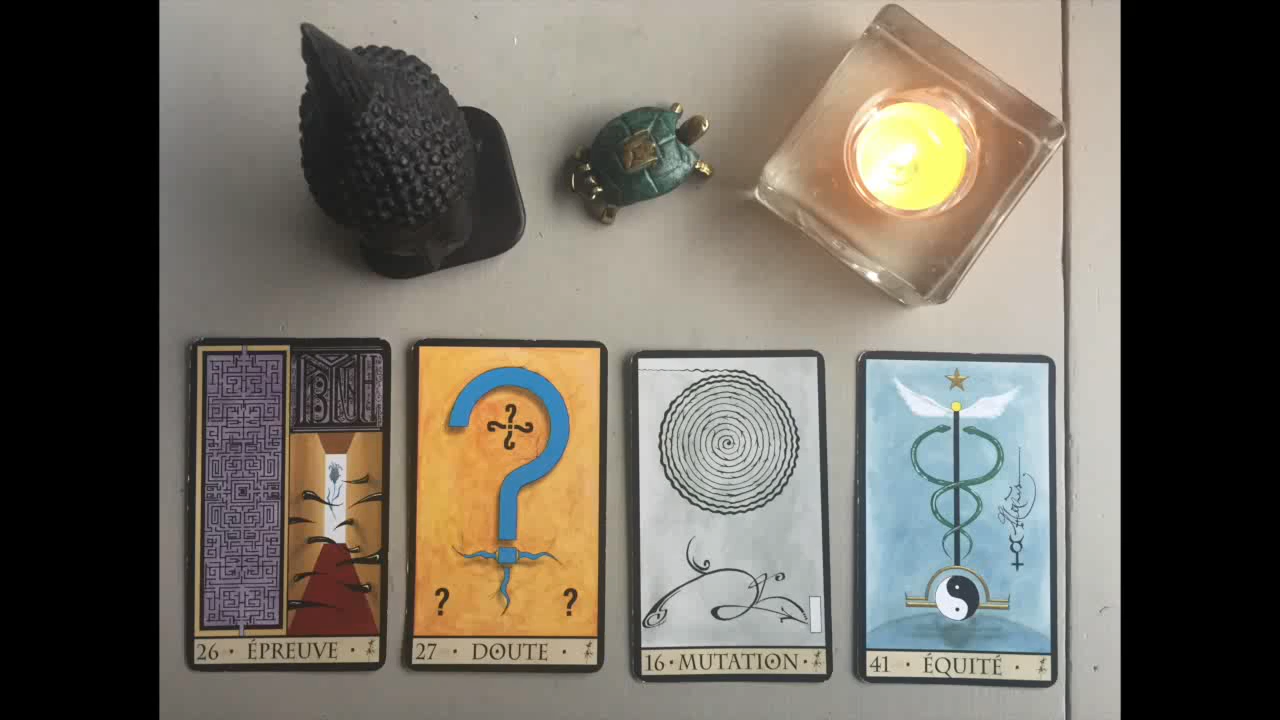 26 · ÉPREUVE ·
?
?
?
27 · DOUTE ·
16 · MUTATION ·
41 · ÉQUITÉ ·